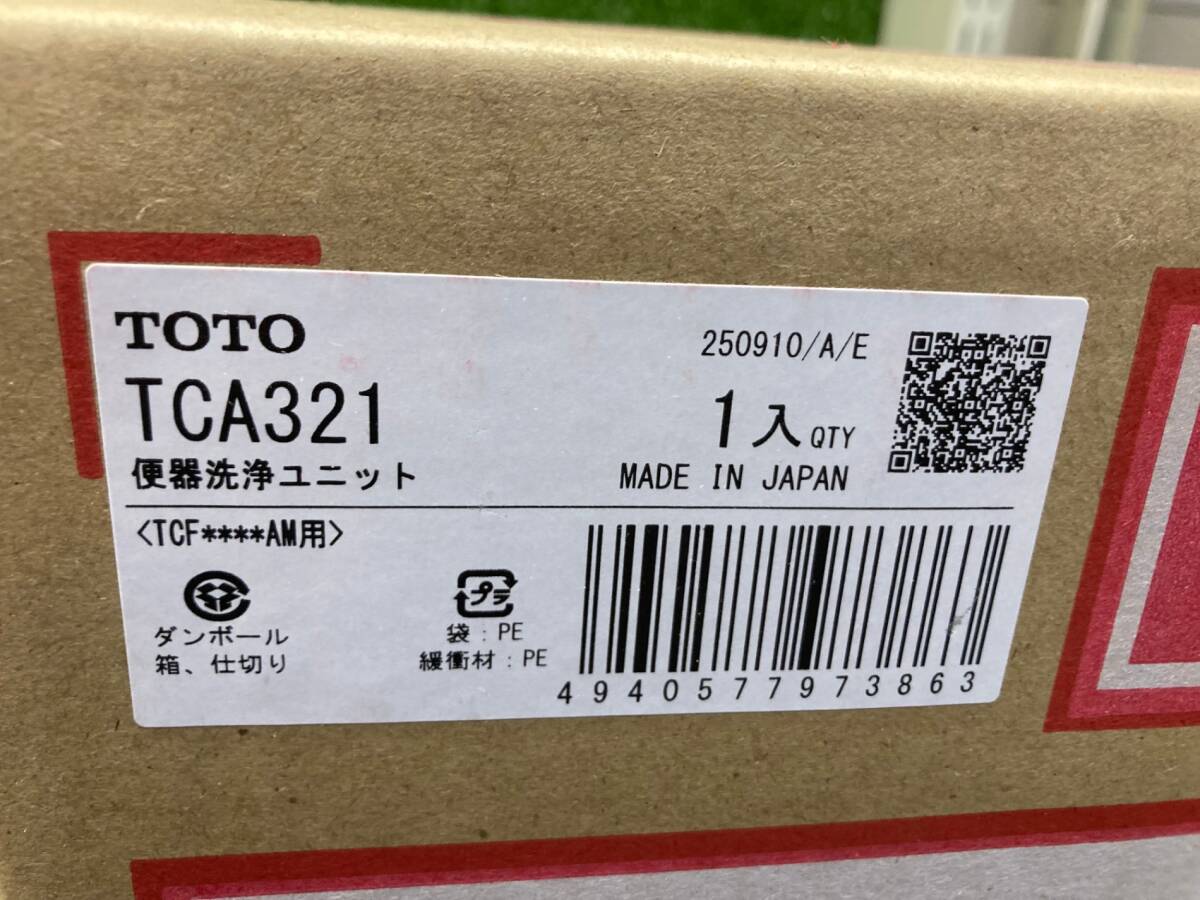 TOTO
TCA321
便器洗浄ユニット
250910/A/E
1入QTY
MADE IN JAPAN
<TCF****AM用>
ダンボール
箱、仕切り
プラ
袋:PE
緩衝材:PE
4940577973863